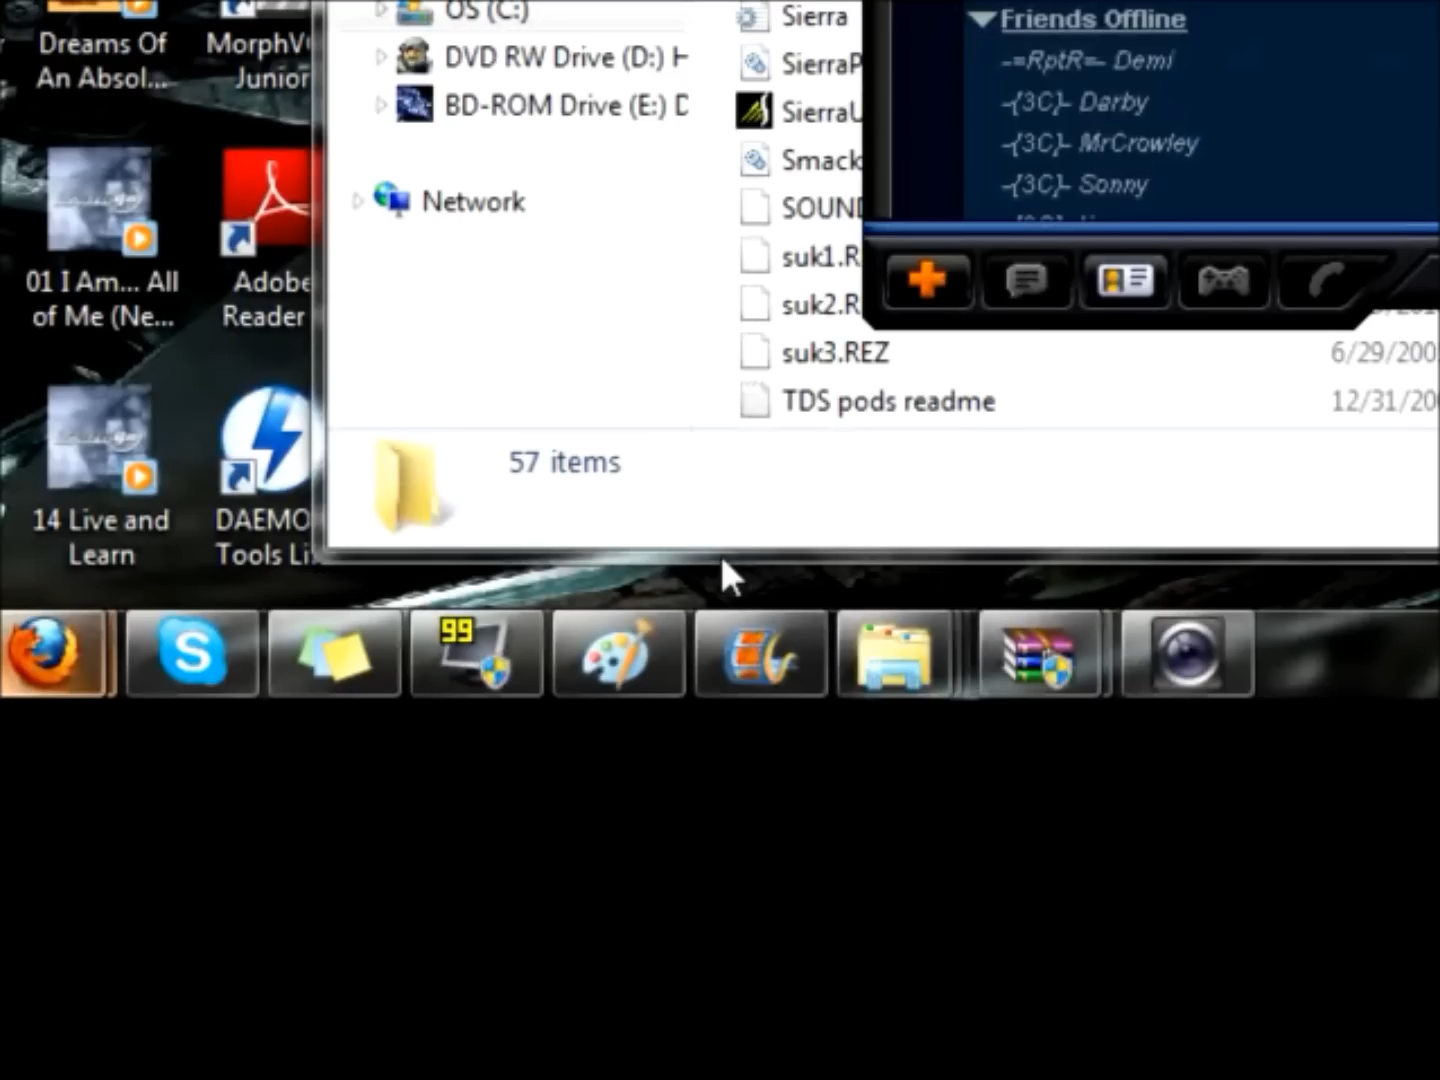 Dreams Of
An Absol...
MorphV
Junior
01 I Am... All
of Me (Ne...
Adobe
Reader
14 Live and
Learn
DAEMO
Tools Li
OS (C:)
DVD RW Drive (D:) H
BD-ROM Drive (E:) D
Network
Sierra
SierraP
SierraU
Smack
SOUND
suk1.R
suk2.R
suk3.REZ
6/29/200
TDS pods readme
12/31/20
57 items
Friends Offline
-=RptR=- Demi
-{3C}- Darby
-{3C}- MrCrowley
-{3C}- Sonny
99